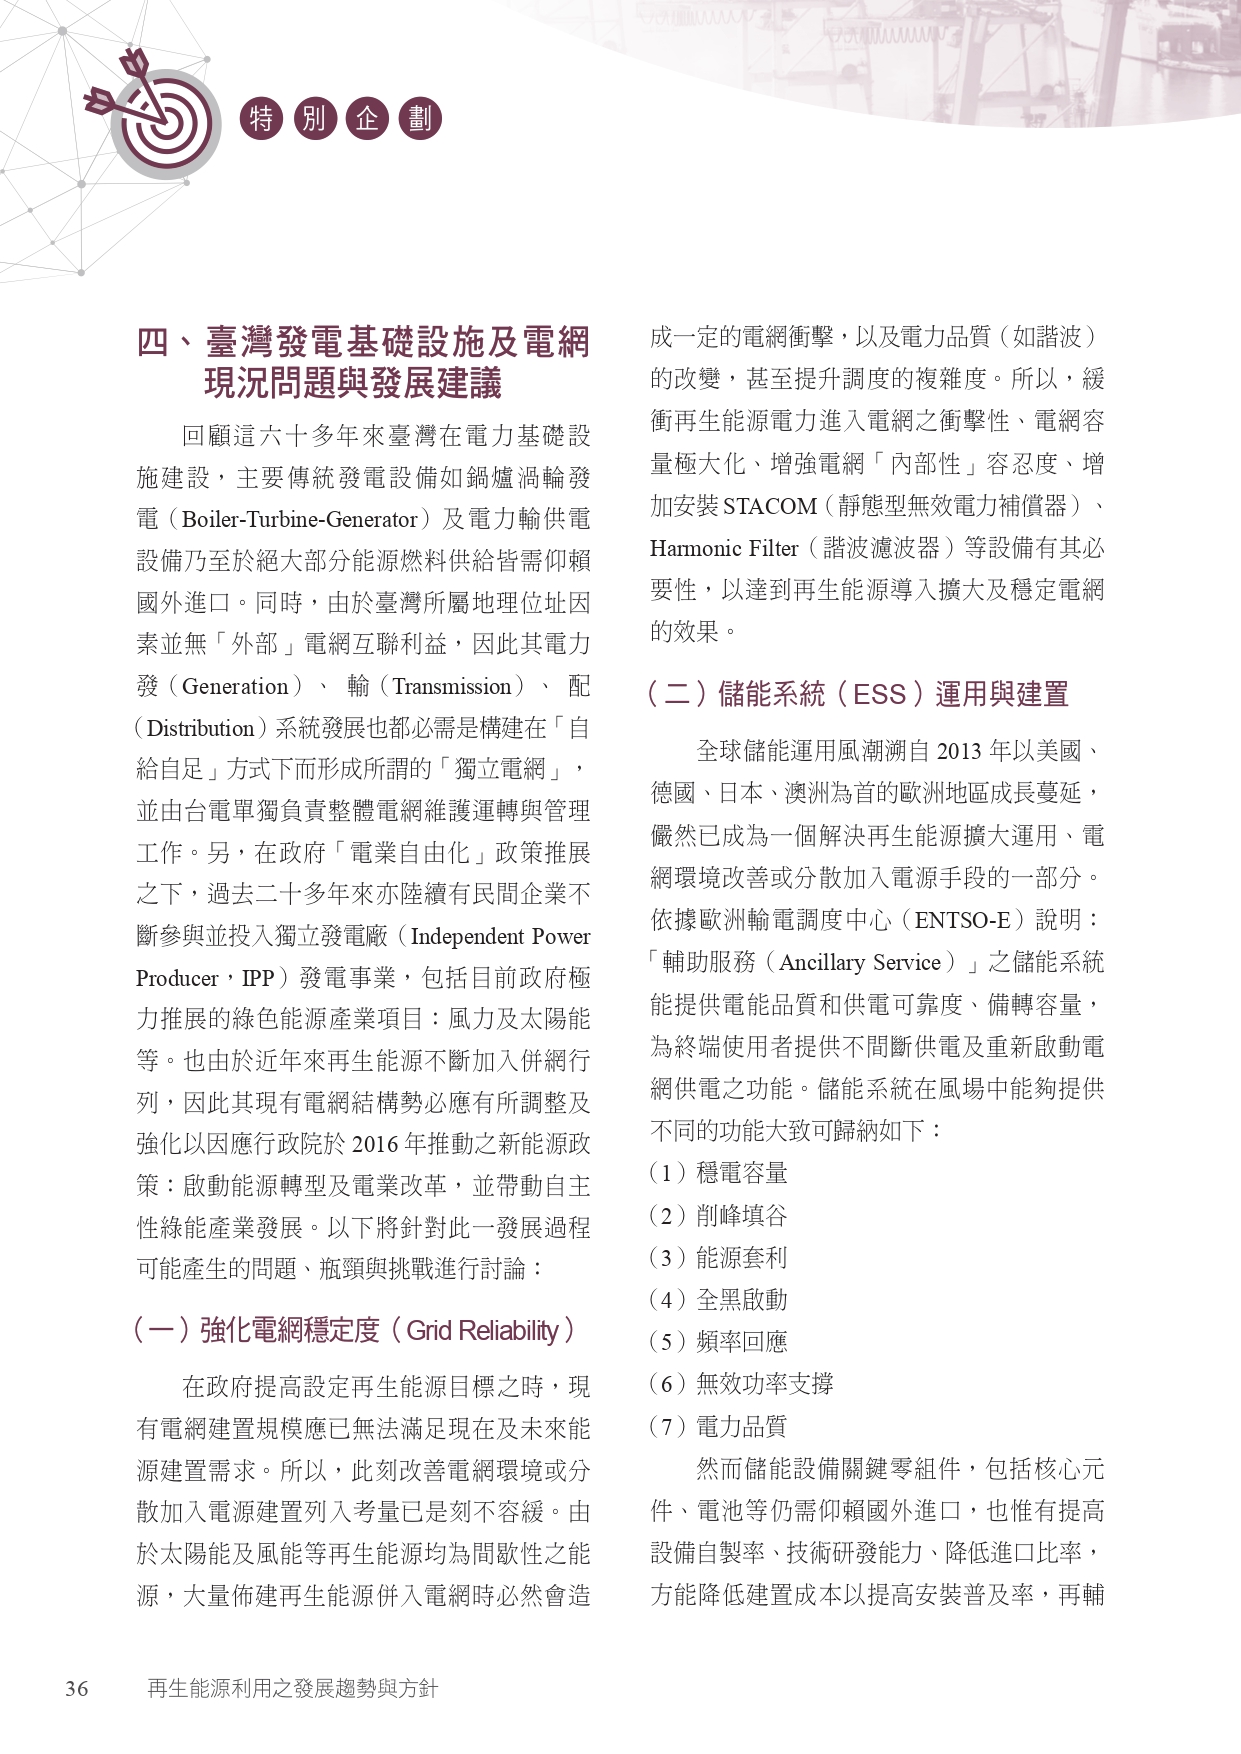 特別企劃
四、臺灣發電基礎設施及電網
現況問題與發展建議
回顧這六十多年來臺灣在電力基礎設
施建設，主要傳統發電設備如鍋爐渦輪發
電（Boiler-Turbine-Generator）及電力輸供電
設備乃至於絕大部分能源燃料供給皆需仰賴
國外進口。同時，由於臺灣所屬地理位址因
素並無「外部」電網互聯利益，因此其電力
發（Generation）、 輸（Transmission）、 配
（Distribution）系統發展也都必需是構建在「自
給自足」方式下而形成所謂的「獨立電網」，
並由台電單獨負責整體電網維護運轉與管理
工作。另，在政府「電業自由化」政策推展
之下，過去二十多年來亦陸續有民間企業不
斷參與並投入獨立發電廠（Independent Power
Producer，IPP）發電事業，包括目前政府極
力推展的綠色能源產業項目：風力及太陽能
等。也由於近年來再生能源不斷加入併網行
列，因此其現有電網結構勢必應有所調整及
強化以因應行政院於 2016 年推動之新能源政
策：啟動能源轉型及電業改革，並帶動自主
性綠能產業發展。以下將針對此一發展過程
可能產生的問題、瓶頸與挑戰進行討論：
（一）強化電網穩定度（Grid Reliability）
在政府提高設定再生能源目標之時，現
有電網建置規模應已無法滿足現在及未來能
源建置需求。所以，此刻改善電網環境或分
散加入電源建置列入考量已是刻不容緩。由
於太陽能及風能等再生能源均為間歇性之能
源，大量佈建再生能源併入電網時必然會造
成一定的電網衝擊，以及電力品質（如諧波）
的改變，甚至提升調度的複雜度。所以，緩
衝再生能源電力進入電網之衝擊性、電網容
量極大化、增強電網「內部性」容忍度、增
加安裝 STACOM（靜態型無效電力補償器）、
Harmonic Filter（諧波濾波器）等設備有其必
要性，以達到再生能源導入擴大及穩定電網
的效果。
（二）儲能系統（ESS）運用與建置
全球儲能運用風潮溯自 2013 年以美國、
德國、日本、澳洲為首的歐洲地區成長蔓延，
儼然已成為一個解決再生能源擴大運用、電
網環境改善或分散加入電源手段的一部分。
依據歐洲輸電調度中心（ENTSO-E）說明：
「輔助服務（Ancillary Service）」之儲能系統
能提供電能品質和供電可靠度、備轉容量，
為終端使用者提供不間斷供電及重新啟動電
網供電之功能。儲能系統在風場中能夠提供
不同的功能大致可歸納如下：
（1）穩電容量
（2）削峰填谷
（3）能源套利
（4）全黑啟動
（5）頻率回應
（6）無效功率支撐
（7）電力品質
然而儲能設備關鍵零組件，包括核心元
件、電池等仍需仰賴國外進口，也惟有提高
設備自製率、技術研發能力、降低進口比率，
方能降低建置成本以提高安裝普及率，再輔
36 再生能源利用之發展趨勢與方針